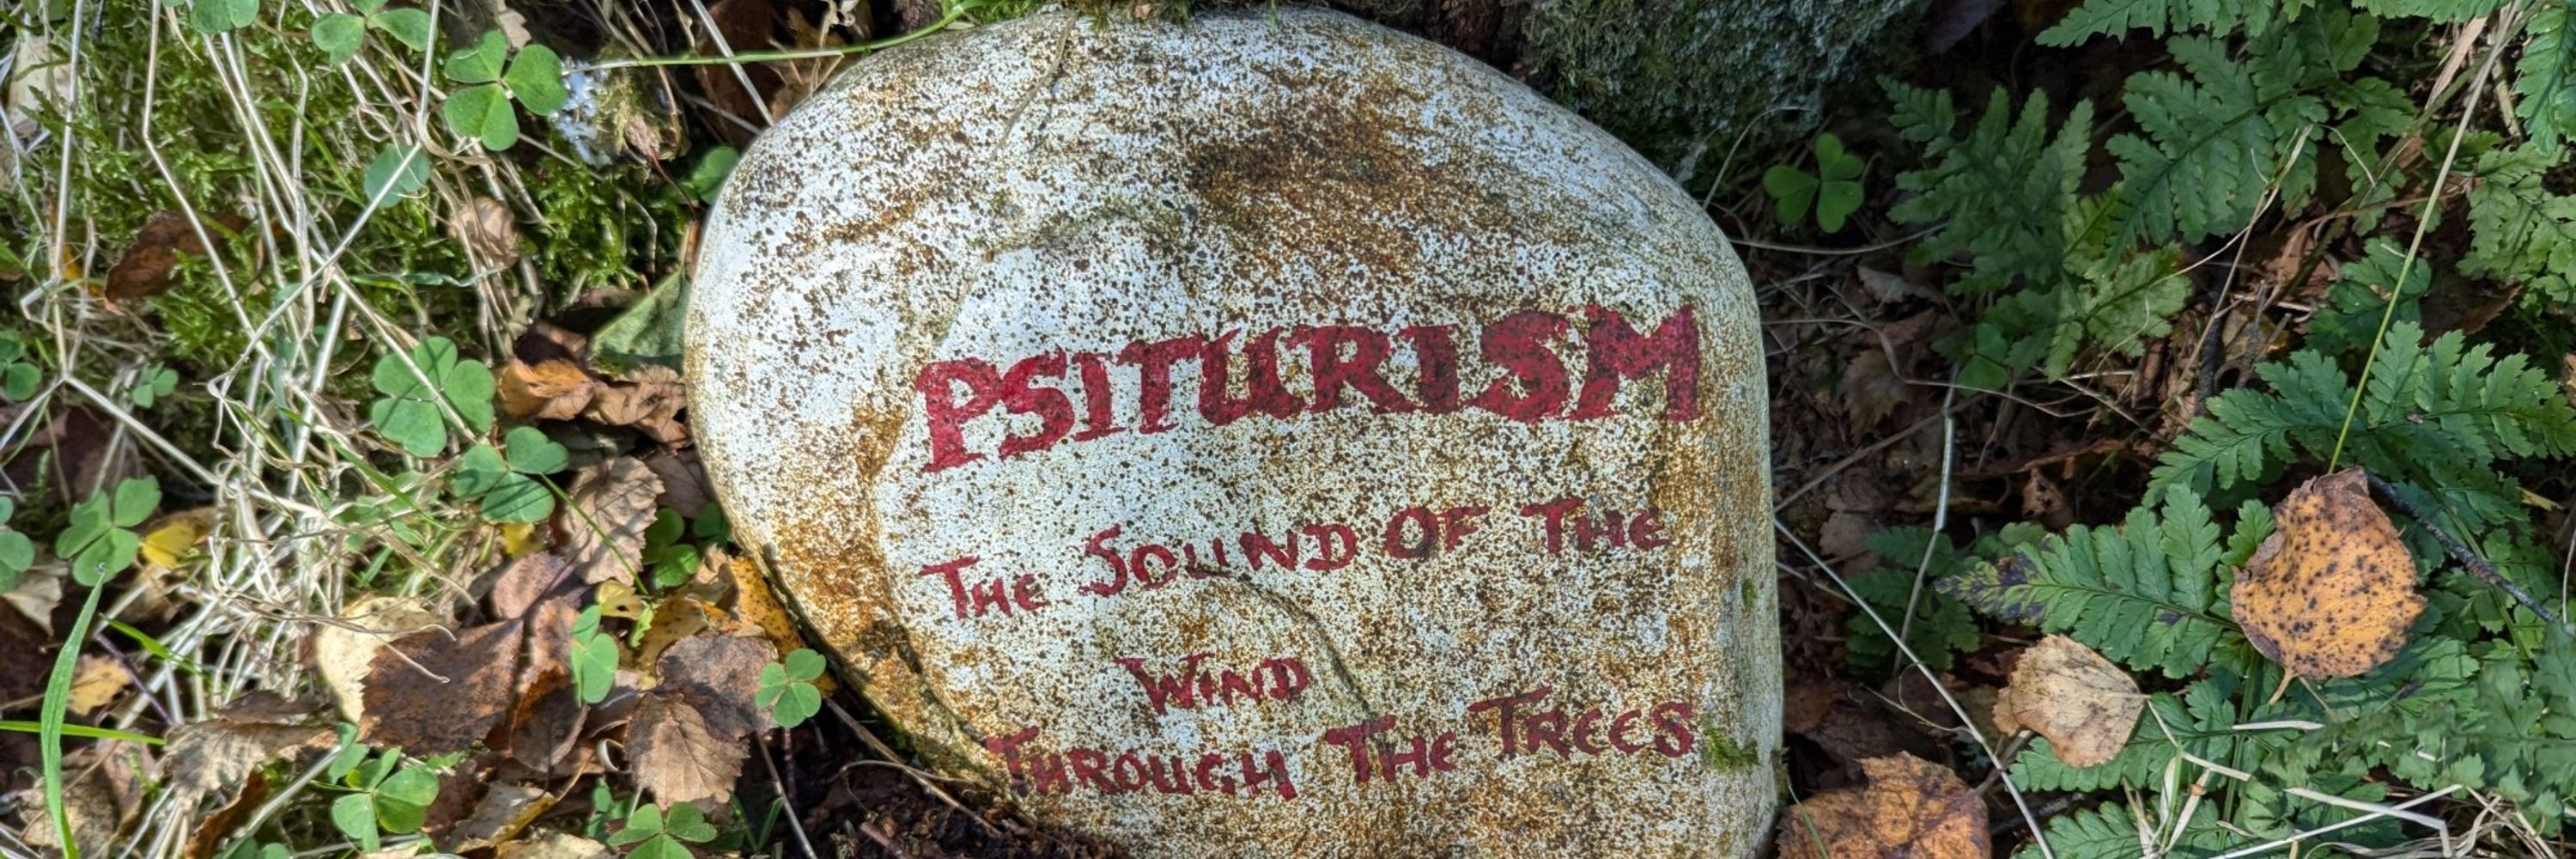 PSITURISM
THE SOUND OF THE
WIND
THROUGH THE TREES